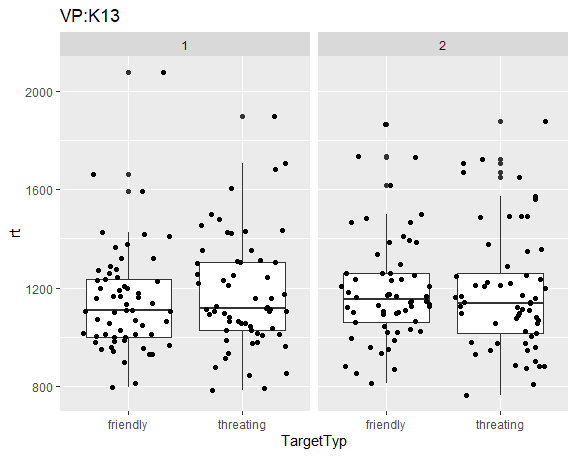 VP:K13
1 2
2000
1600
1200
800
rt
friendly threating friendly threating
TargetTyp